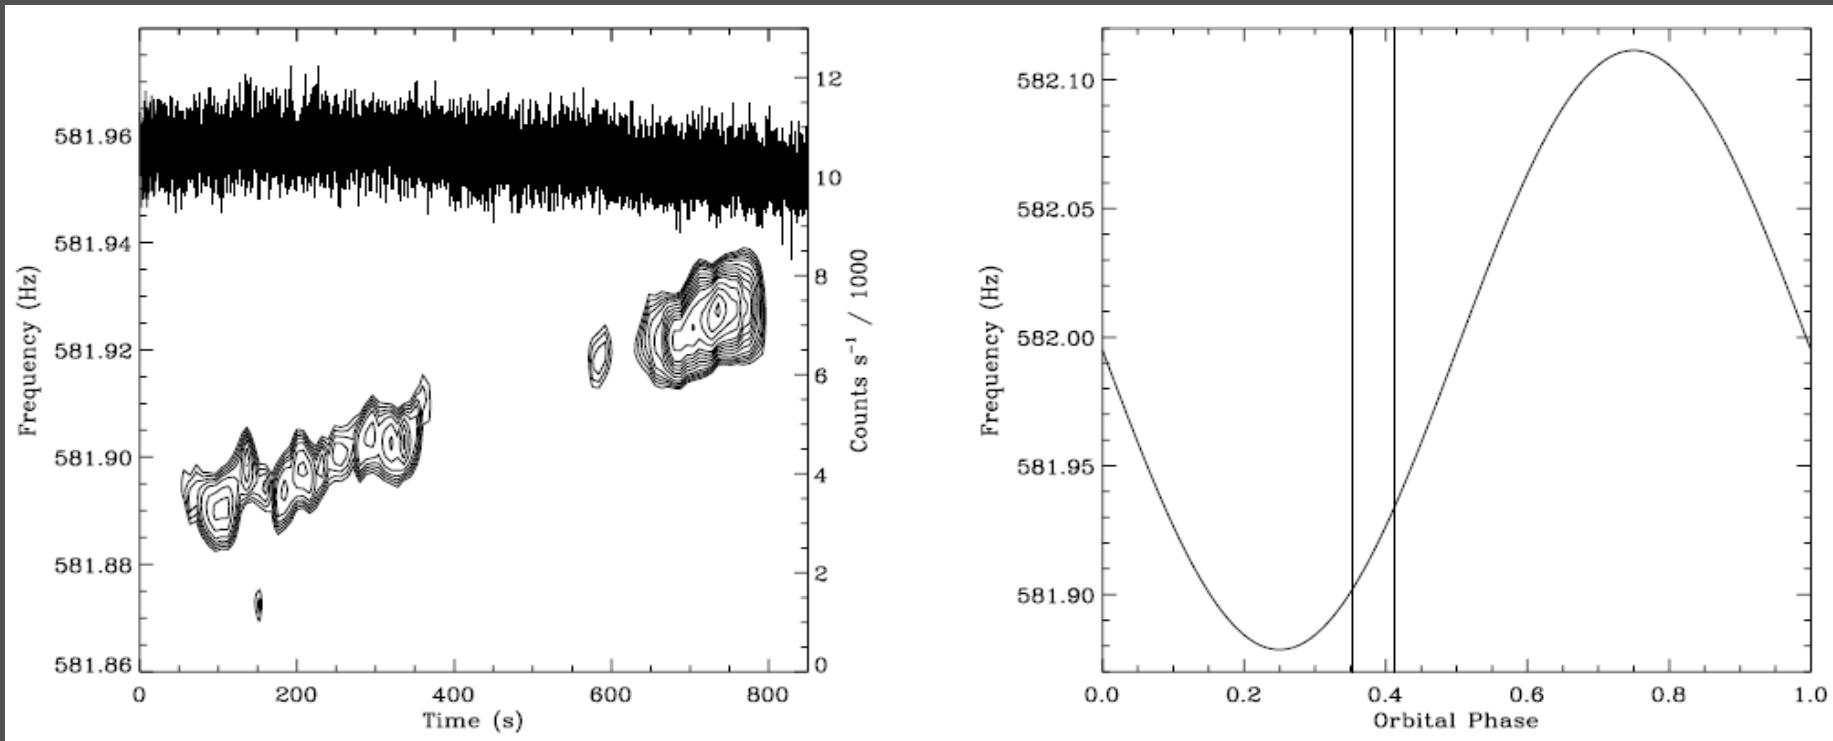 581.96
581.94
581.92
581.90
581.88
581.86
Frequency (Hz)
0 200 400 600 800
Time (s)
12
10
8
6
4
2
0
Counts s⁻¹ / 1000
582.10
582.05
582.00
581.95
581.90
Frequency (Hz)
0.0 0.2 0.4 0.6 0.8 1.0
Orbital Phase